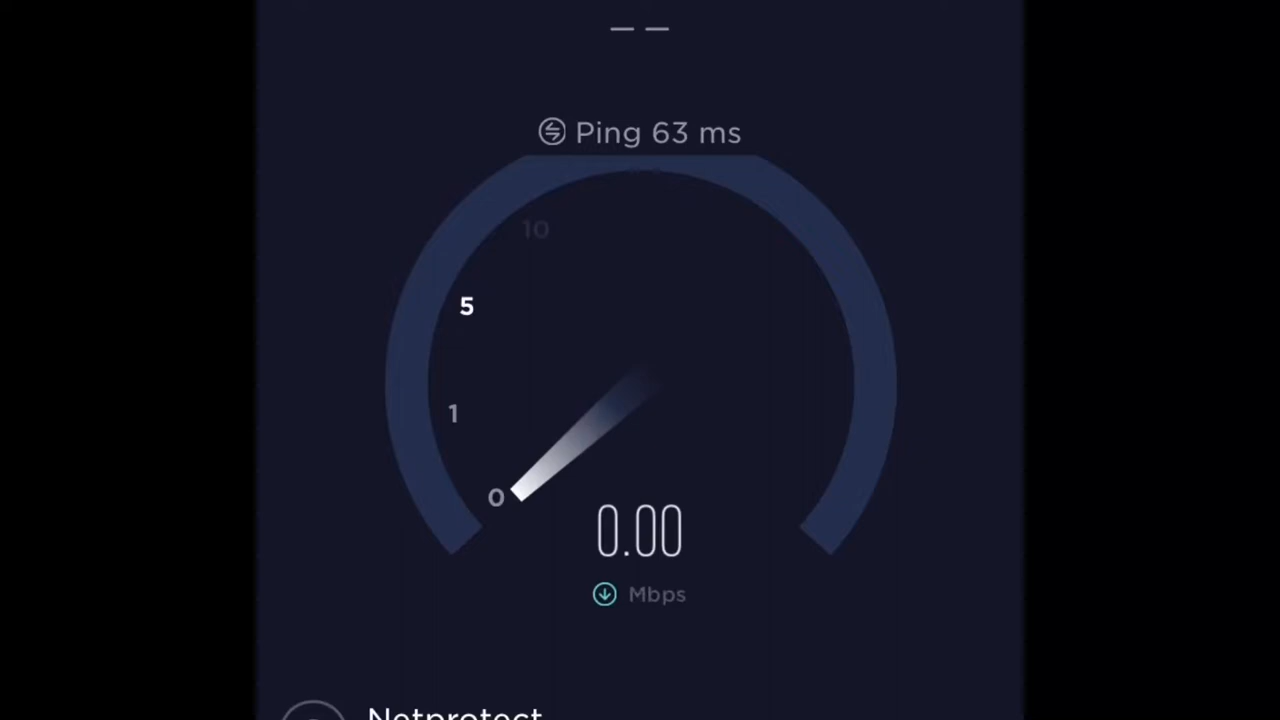 — —
Ping 63 ms
10
5
1
0
0.00
Mbps
Netprotect